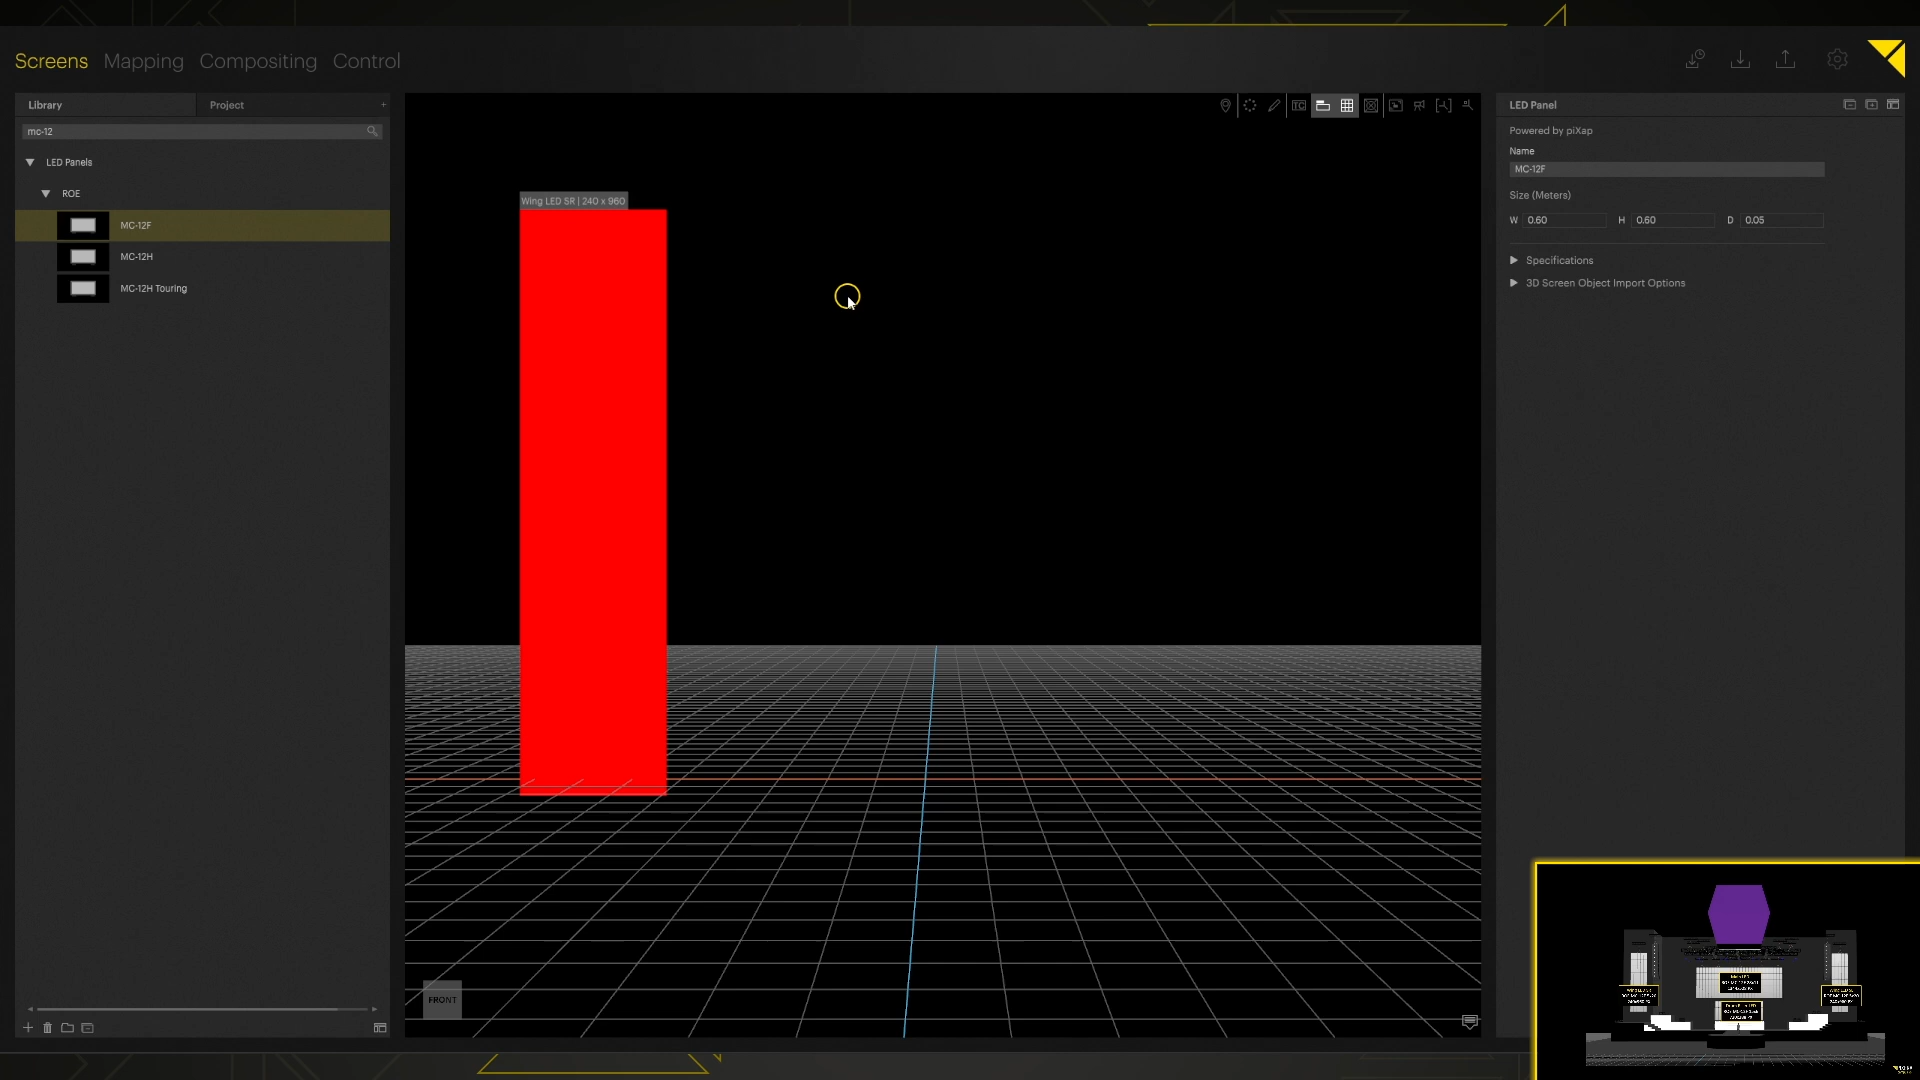 Screens Mapping Compositing Control
Library Project +
mc-12
LED Panels
ROE
MC-12F
MC-12H
MC-12H Touring
TC
Wing LED SR | 240 x 960
FRONT
LED Panel
Powered by piXap
Name
MC-12F
Size (Meters)
W 0.60 H 0.60 D 0.05
Specifications
3D Screen Object Import Options